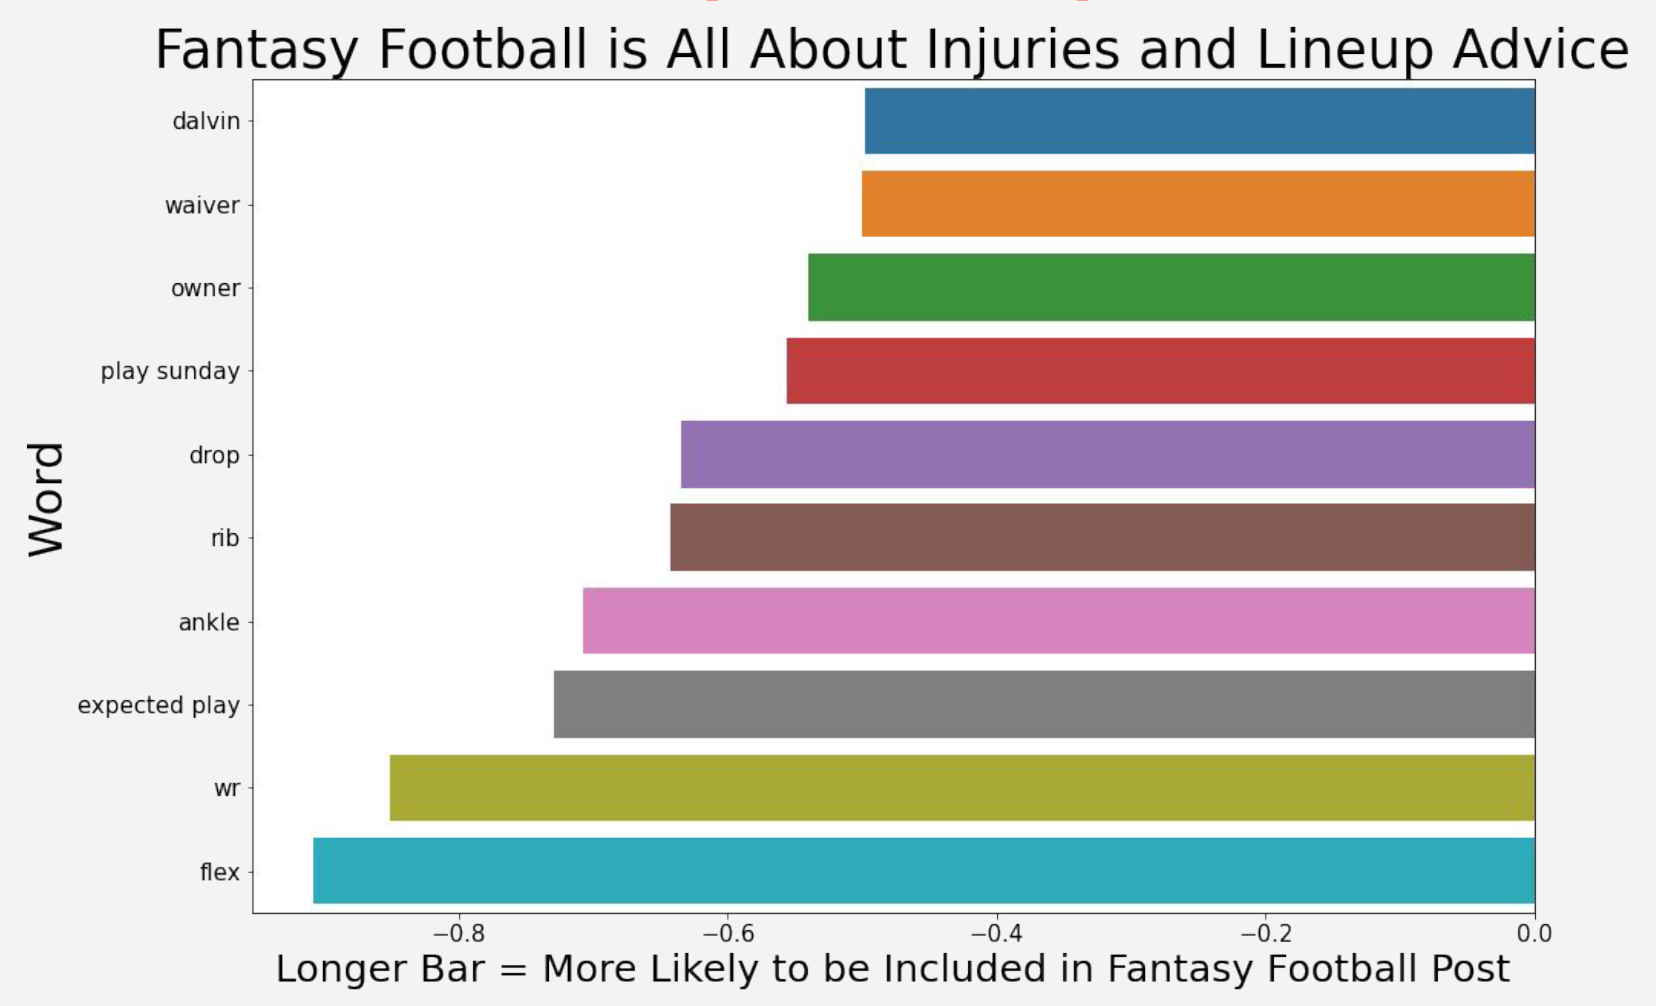 Fantasy Football is All About Injuries and Lineup Advice
dalvin
waiver
owner
play sunday
drop
rib
ankle
expected play
wr
flex
Word
−0.8 −0.6 −0.4 −0.2 0.0
Longer Bar = More Likely to be Included in Fantasy Football Post